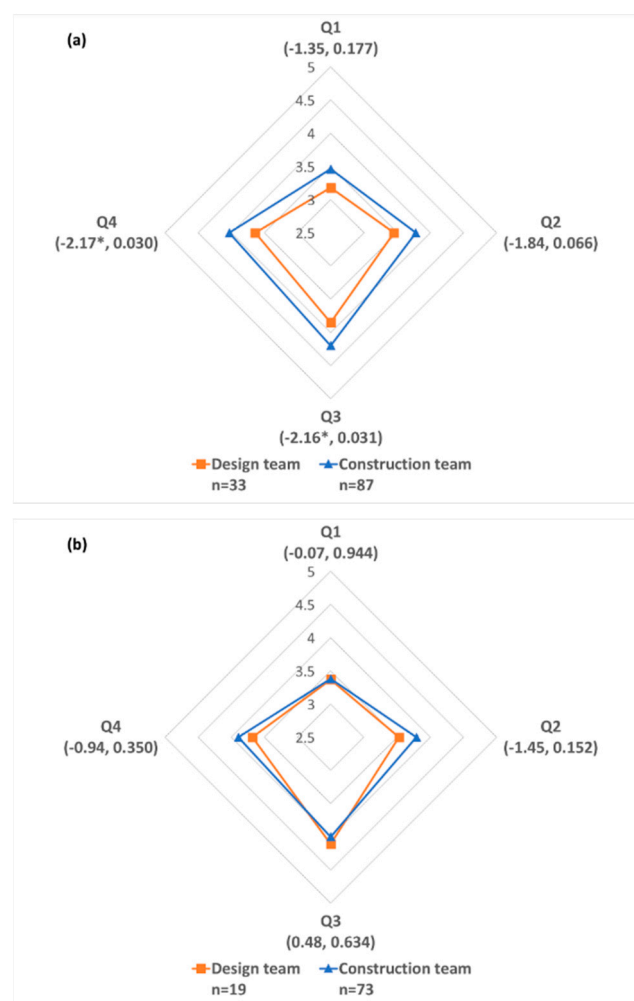 (a)
Q1
(-1.35, 0.177)
5
4.5
4
3.5
3
2.5
Q4
(-2.17*, 0.030)
Q2
(-1.84, 0.066)
Q3
(-2.16*, 0.031)
Design team Construction team
n=33 n=87
(b)
Q1
(-0.07, 0.944)
5
4.5
4
3.5
3
2.5
Q4
(-0.94, 0.350)
Q2
(-1.45, 0.152)
Q3
(0.48, 0.634)
Design team Construction team
n=19 n=73